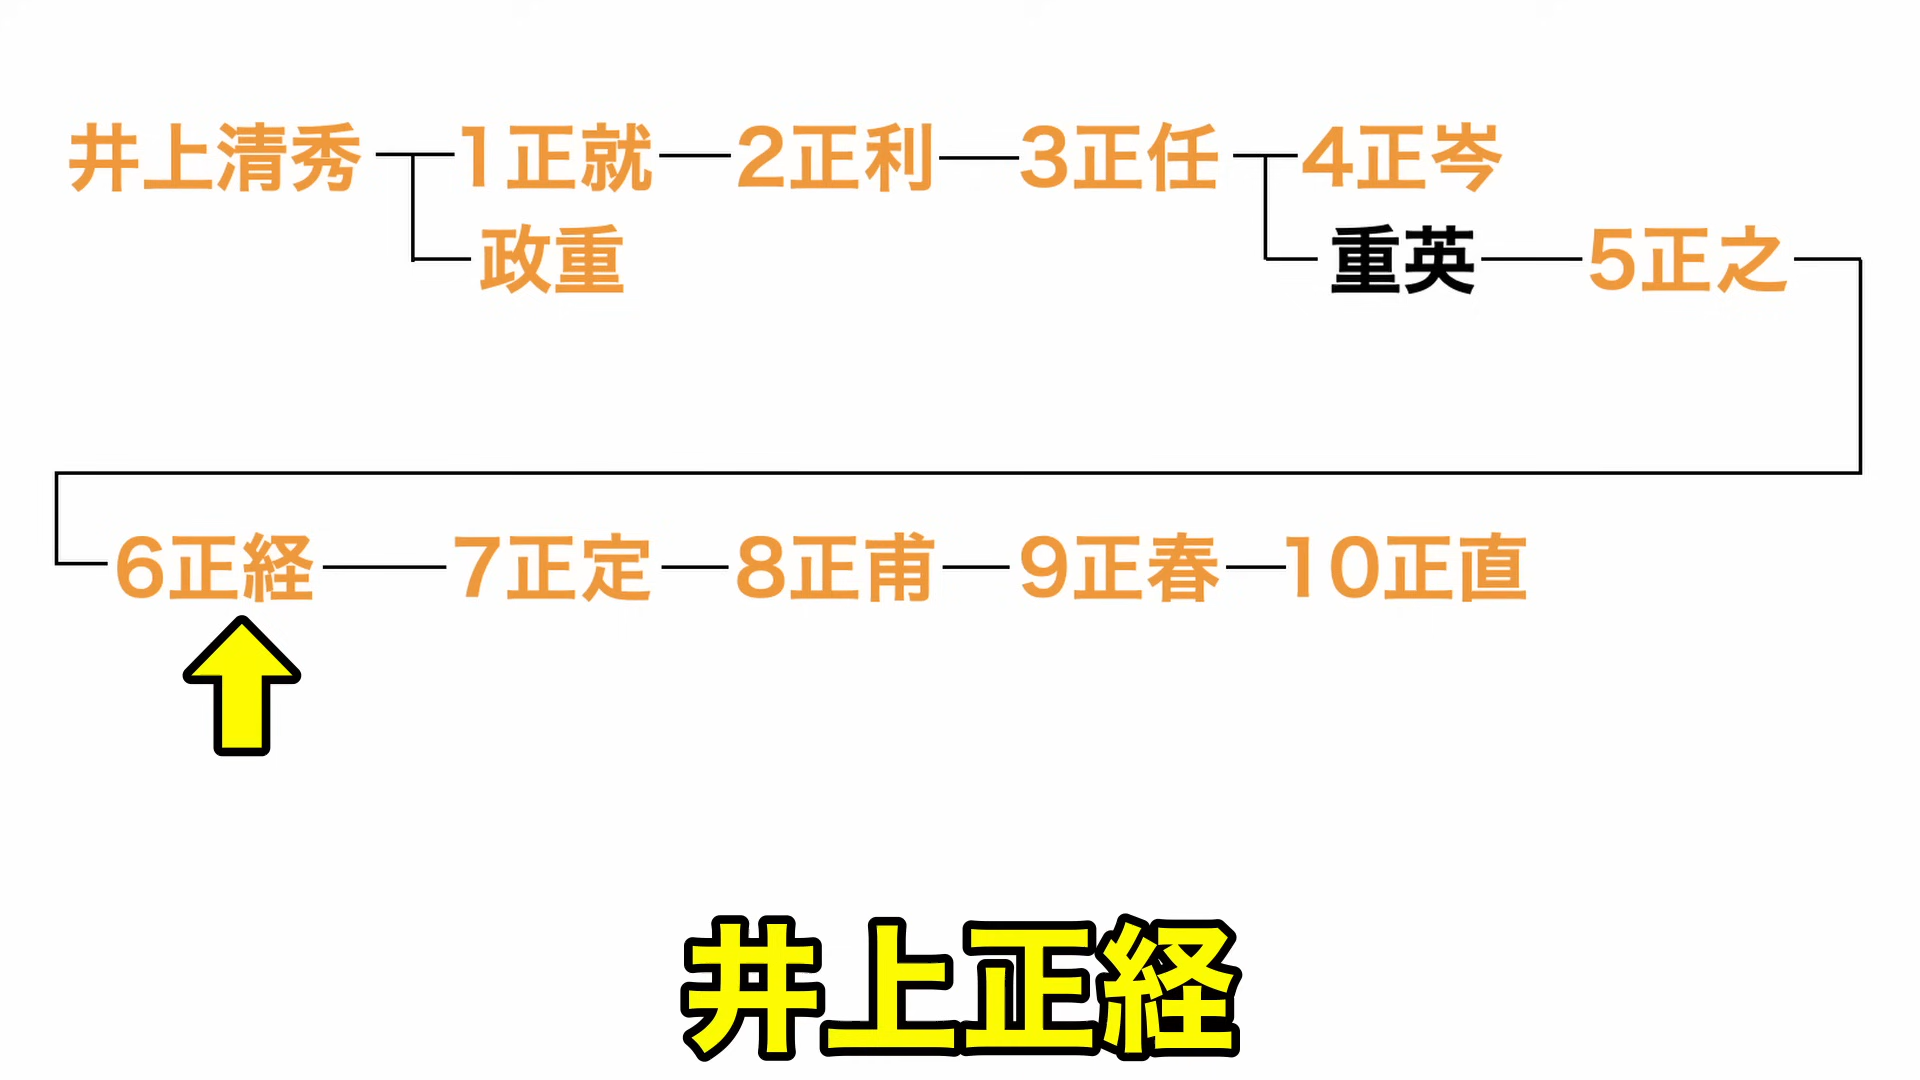 井上清秀 1正就 2正利 3正任 4正岑
政重 重英 5正之
6正経 7正定 8正甫 9正春 10正直
井上正経